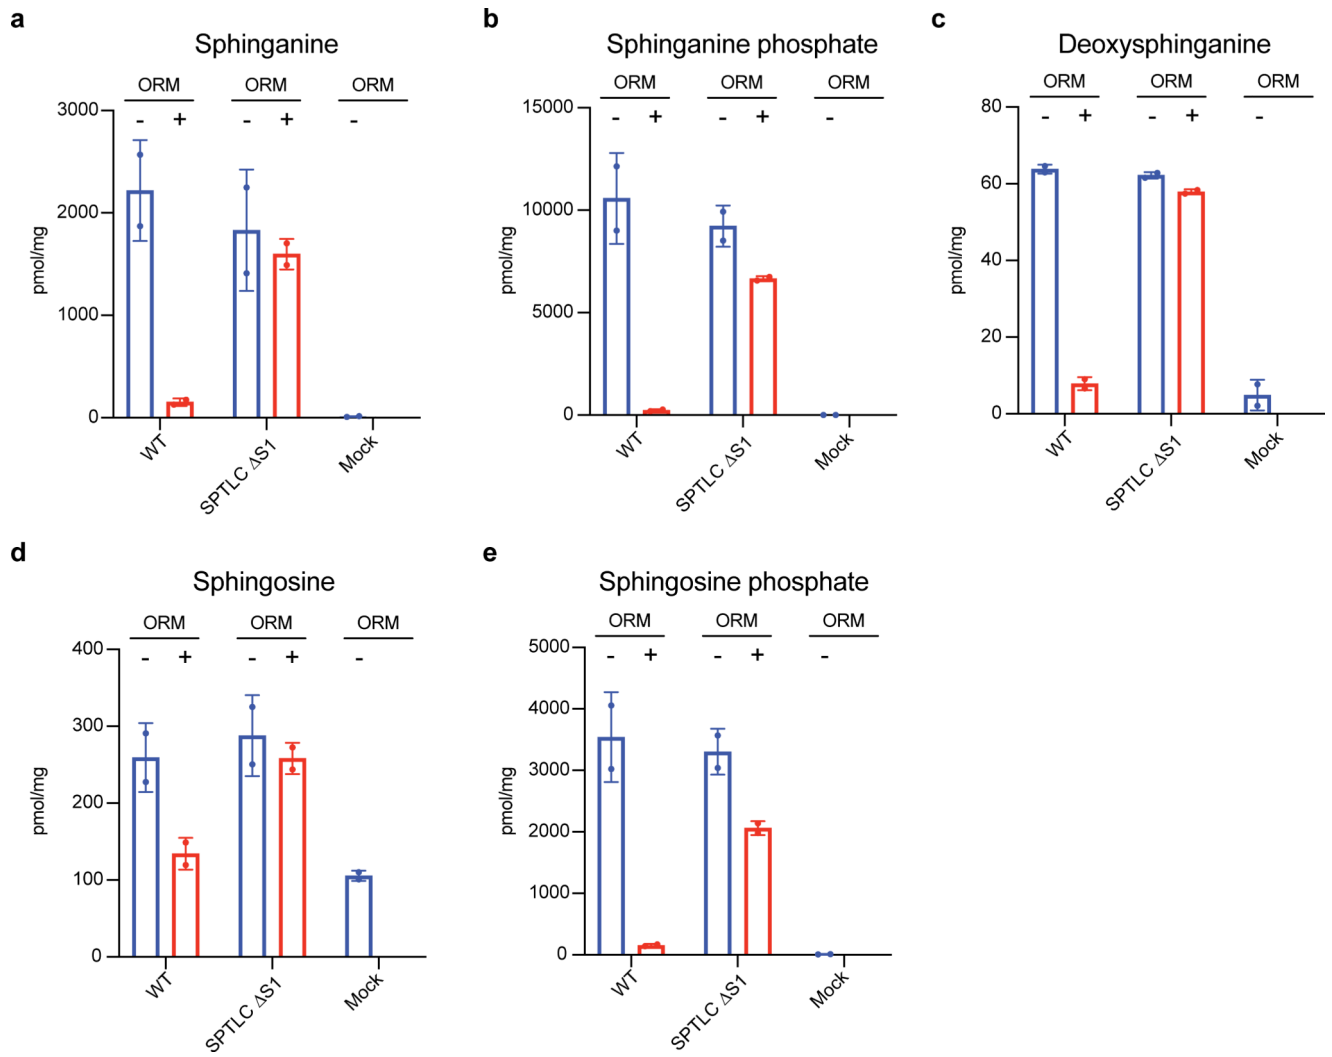 a
Sphinganine
ORM ORM ORM
- + - + -
3000
2000
1000
0
pmol/mg
WT
SPTLC ΔS1
Mock
b
Sphinganine phosphate
ORM ORM ORM
- + - + -
15000
10000
5000
0
pmol/mg
WT
SPTLC ΔS1
Mock
c
Deoxysphinganine
ORM ORM ORM
- + - + -
80
60
40
20
0
pmol/mg
WT
SPTLC ΔS1
Mock
d
Sphingosine
ORM ORM ORM
- + - + -
400
300
200
100
0
pmol/mg
WT
SPTLC ΔS1
Mock
e
Sphingosine phosphate
ORM ORM ORM
- + - + -
5000
4000
3000
2000
1000
0
pmol/mg
WT
SPTLC ΔS1
Mock